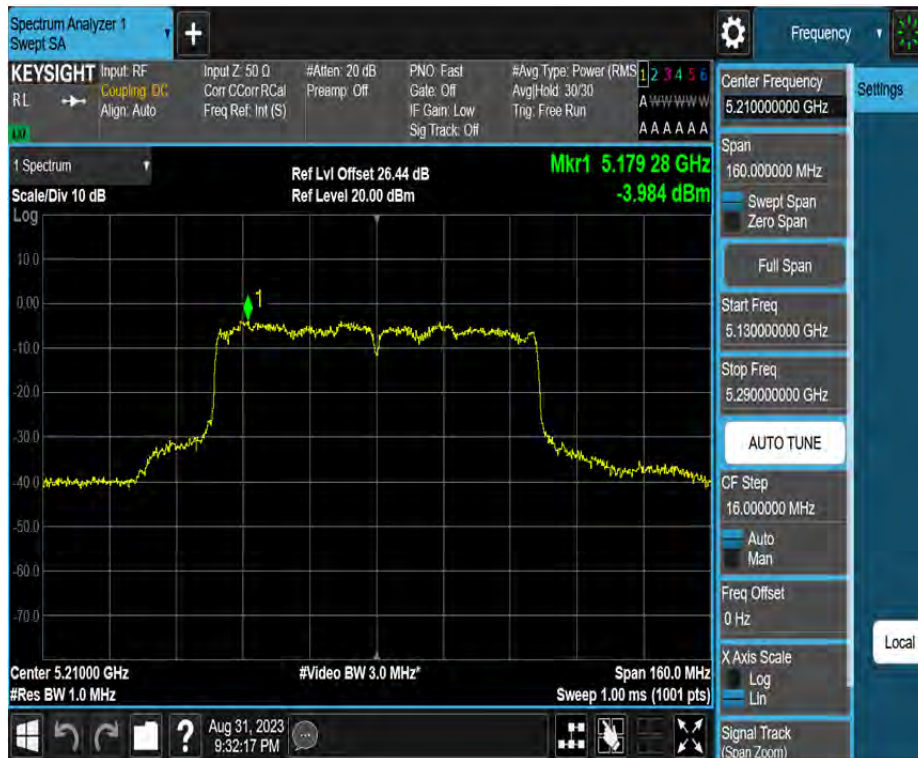 Spectrum Analyzer 1
Swept SA
+
Frequency
KEYSIGHT
RL
Input: RF
Coupling: DC
Align: Auto
Input Z: 50 Ω
Corr CCorr RCal
Freq Ref: Int (S)
#Atten: 20 dB
Preamp: Off
PNO: Fast
Gate: Off
IF Gain: Low
Sig Track: Off
#Avg Type: Power (RMS
Avg|Hold: 30/30
Trig: Free Run
1 2 3 4 5 6
A W W W W W
A A A A A A
1 Spectrum
Scale/Div 10 dB
Log
Ref Lvl Offset 26.44 dB
Ref Level 20.00 dBm
Mkr1 5.179 28 GHz
-3.984 dBm
10.0
0.00
-10.0
-20.0
-30.0
-40.0
-50.0
-60.0
-70.0
1
Center 5.21000 GHz
#Res BW 1.0 MHz
#Video BW 3.0 MHz*
Span 160.0 MHz
Sweep 1.00 ms (1001 pts)
?
Aug 31, 2023
9:32:17 PM
Center Frequency
5.210000000 GHz
Span
160.000000 MHz
Swept Span
Zero Span
Full Span
Start Freq
5.130000000 GHz
Stop Freq
5.290000000 GHz
AUTO TUNE
CF Step
16.000000 MHz
Auto
Man
Freq Offset
0 Hz
X Axis Scale
Log
Lin
Signal Track
(Span Zoom)
Settings
Local